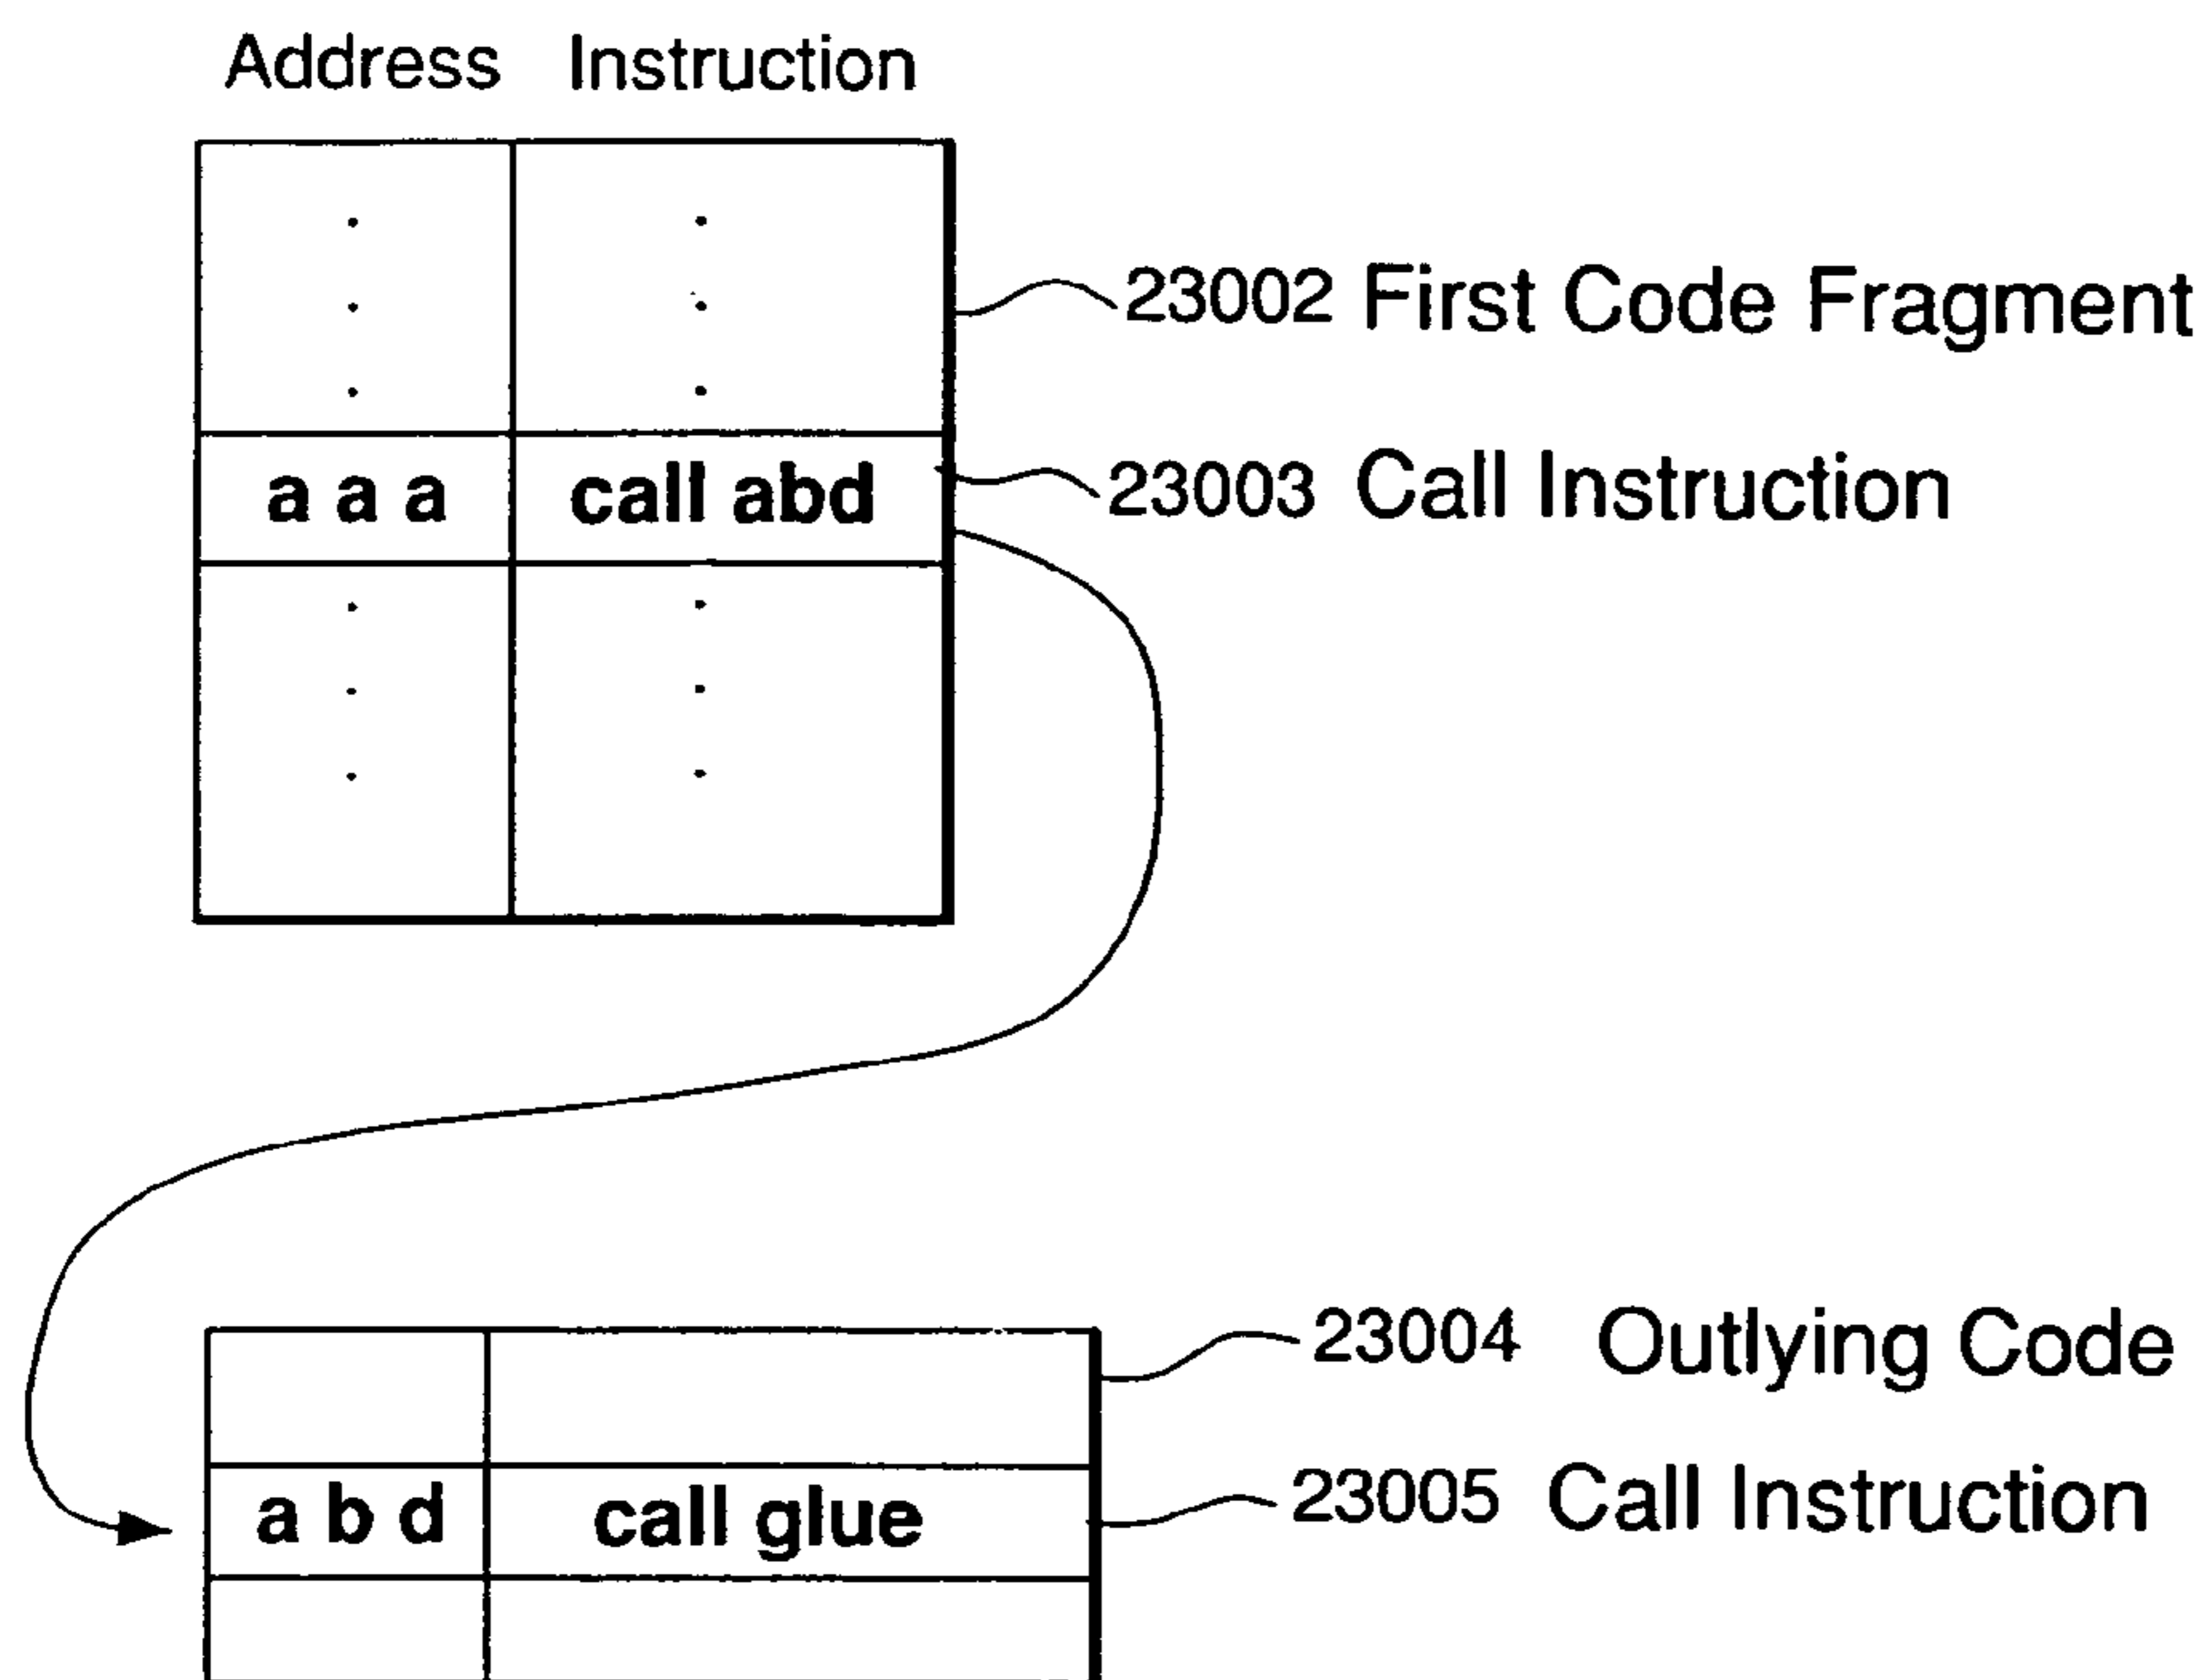 Address Instruction
23002 First Code Fragment
a a a call abd 23003 Call Instruction
23004 Outlying Code
a b d call glue 23005 Call Instruction